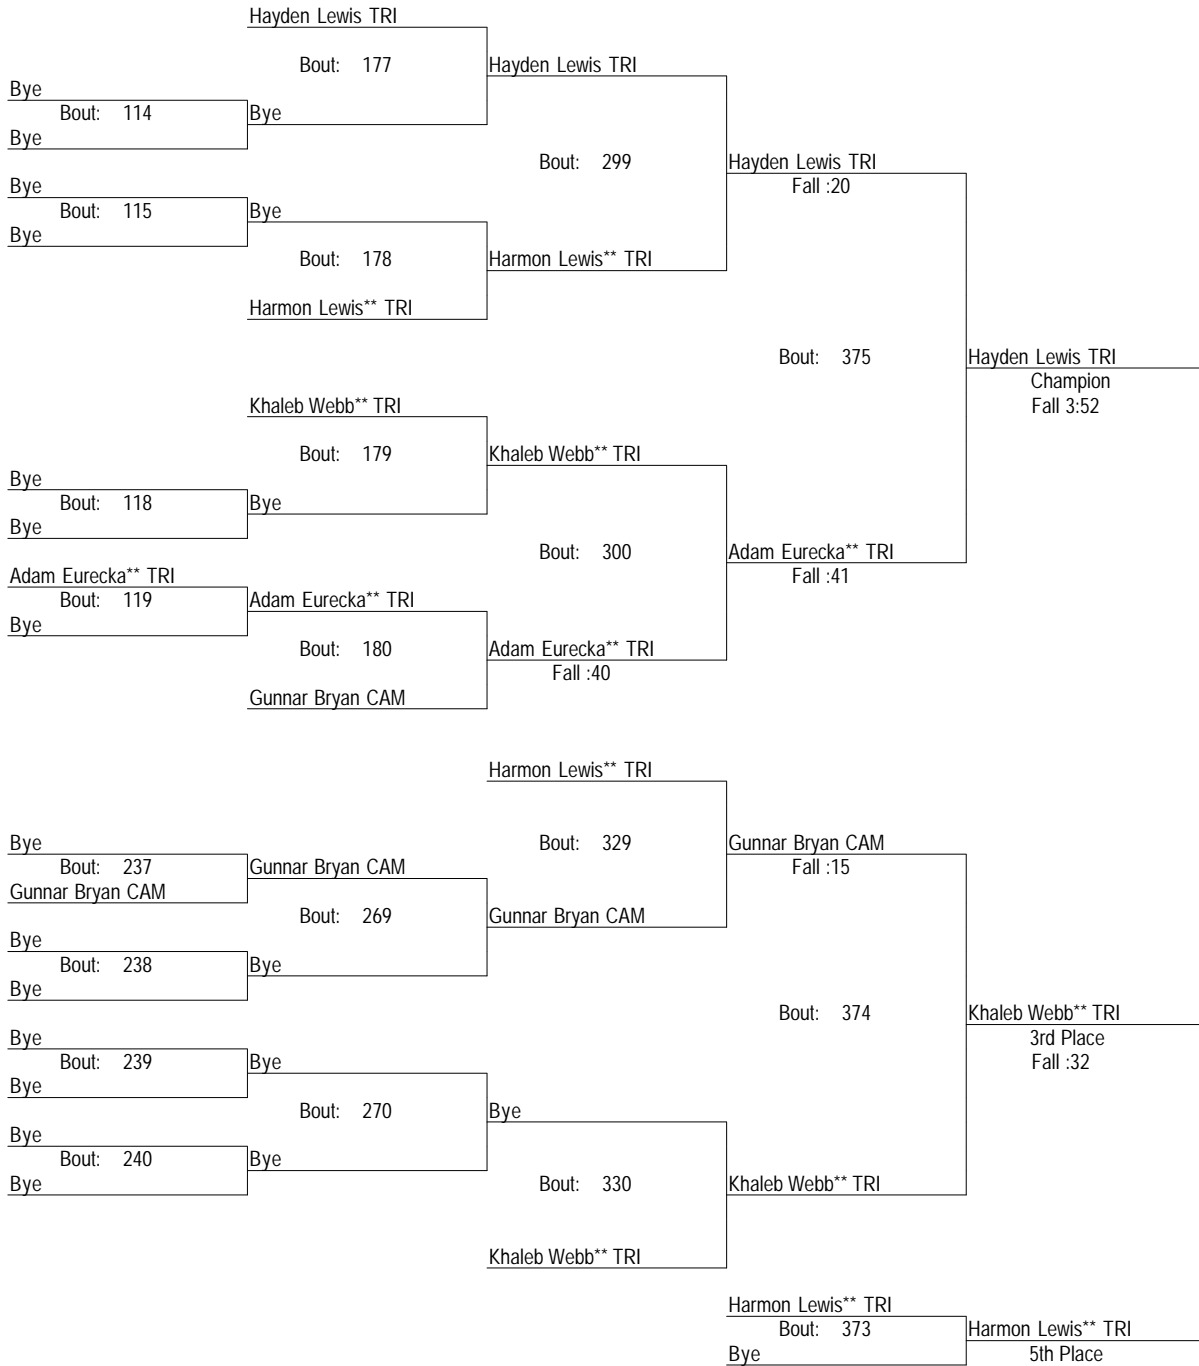 Hayden Lewis TRI
Bout: 177
Hayden Lewis TRI
Bye
Bout: 114
Bye
Bye
Bout: 299
Hayden Lewis TRI
Fall :20
Bye
Bout: 115
Bye
Bye
Bout: 178
Harmon Lewis** TRI
Harmon Lewis** TRI
Bout: 375
Hayden Lewis TRI
Champion
Fall 3:52
Khaleb Webb** TRI
Bout: 179
Khaleb Webb** TRI
Bye
Bout: 118
Bye
Bye
Bout: 300
Adam Eurecka** TRI
Fall :41
Adam Eurecka** TRI
Bout: 119
Adam Eurecka** TRI
Bye
Bout: 180
Adam Eurecka** TRI
Fall :40
Gunnar Bryan CAM
Harmon Lewis** TRI
Bout: 329
Gunnar Bryan CAM
Fall :15
Bye
Bout: 237
Gunnar Bryan CAM
Gunnar Bryan CAM
Bout: 269
Gunnar Bryan CAM
Bye
Bout: 238
Bye
Bye
Bout: 374
Khaleb Webb** TRI
3rd Place
Fall :32
Bye
Bout: 239
Bye
Bye
Bout: 270
Bye
Bye
Bout: 240
Bye
Bye
Bout: 330
Khaleb Webb** TRI
Khaleb Webb** TRI
Harmon Lewis** TRI
Bout: 373
Harmon Lewis** TRI
Bye
5th Place